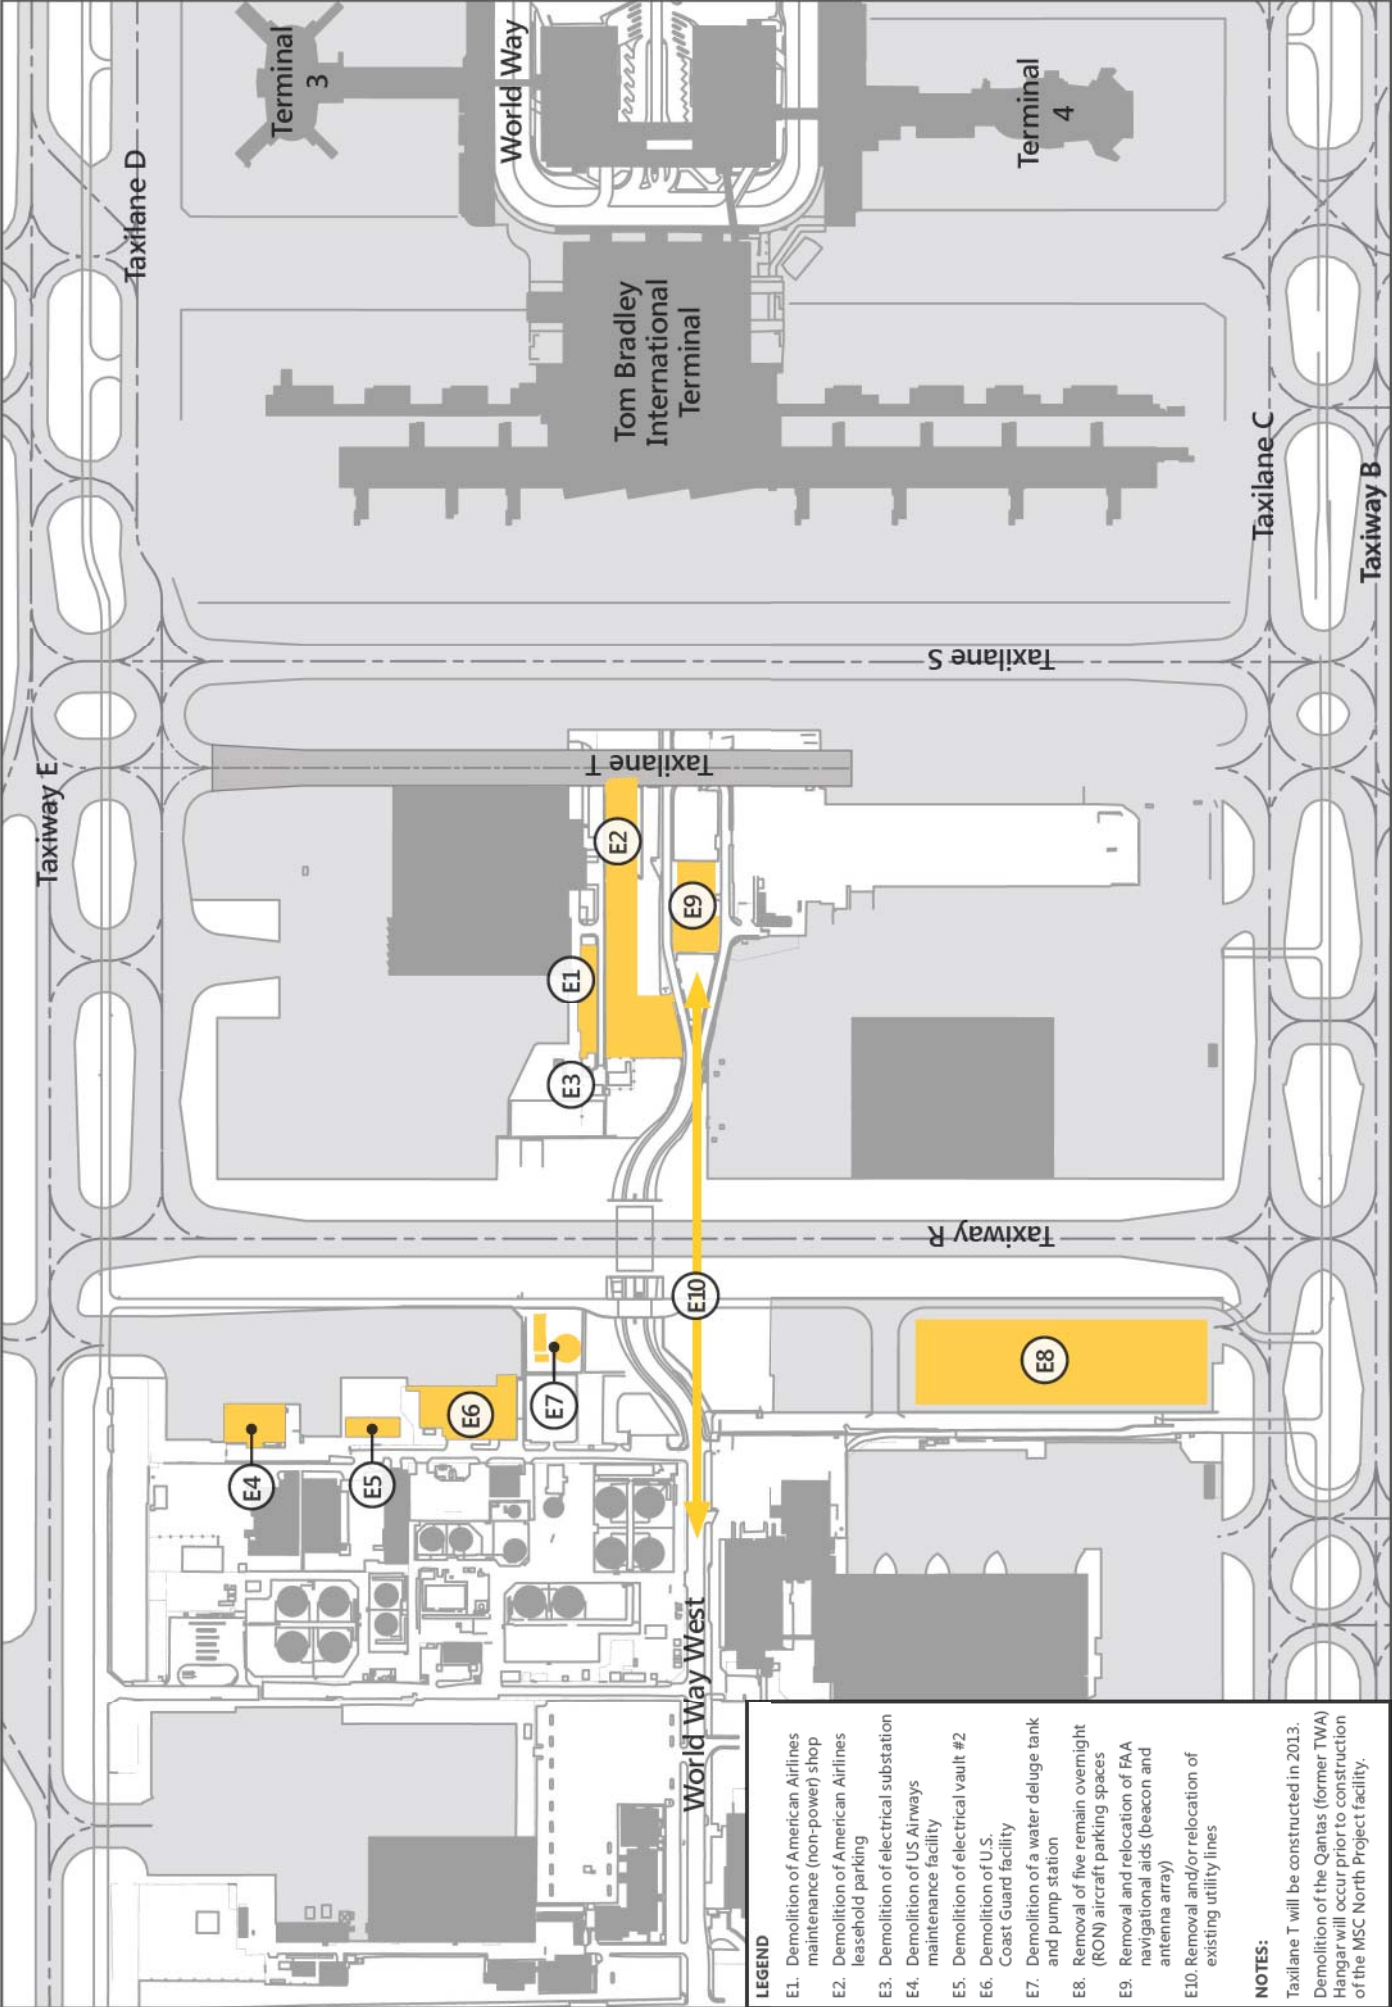 Terminal
3
World Way
Terminal
4
Taxilane D
Tom Bradley
International
Terminal
Taxilane C
Taxiway B
Taxilane S
Taxiway E
Taxilane T
E2
E9
E1
E3
Taxiway R
E10
E8
E7
E6
E5
E4
World Way West
LEGEND
E1. Demolition of American Airlines
maintenance (non-power) shop
E2. Demolition of American Airlines
leasehold parking
E3. Demolition of electrical substation
E4. Demolition of US Airways
maintenance facility
E5. Demolition of electrical vault #2
E6. Demolition of U.S.
Coast Guard facility
E7. Demolition of a water deluge tank
and pump station
E8. Removal of five remain overnight
(RON) aircraft parking spaces
E9. Removal and relocation of FAA
navigational aids (beacon and
antenna array)
E10. Removal and/or relocation of
existing utility lines
NOTES:
Taxilane T will be constructed in 2013.
Demolition of the Qantas (former TWA)
Hangar will occur prior to construction
of the MSC North Project facility.